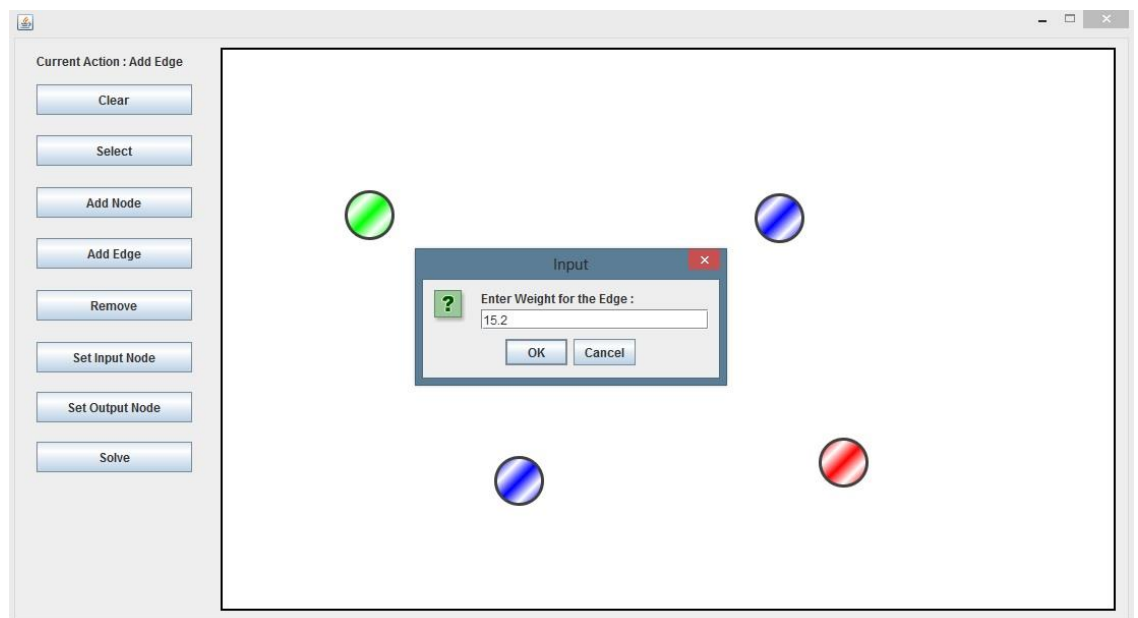 Current Action : Add Edge
Clear
Select
Add Node
Add Edge
Remove
Set Input Node
Set Output Node
Solve
Input
?
Enter Weight for the Edge :
15.2
OK
Cancel